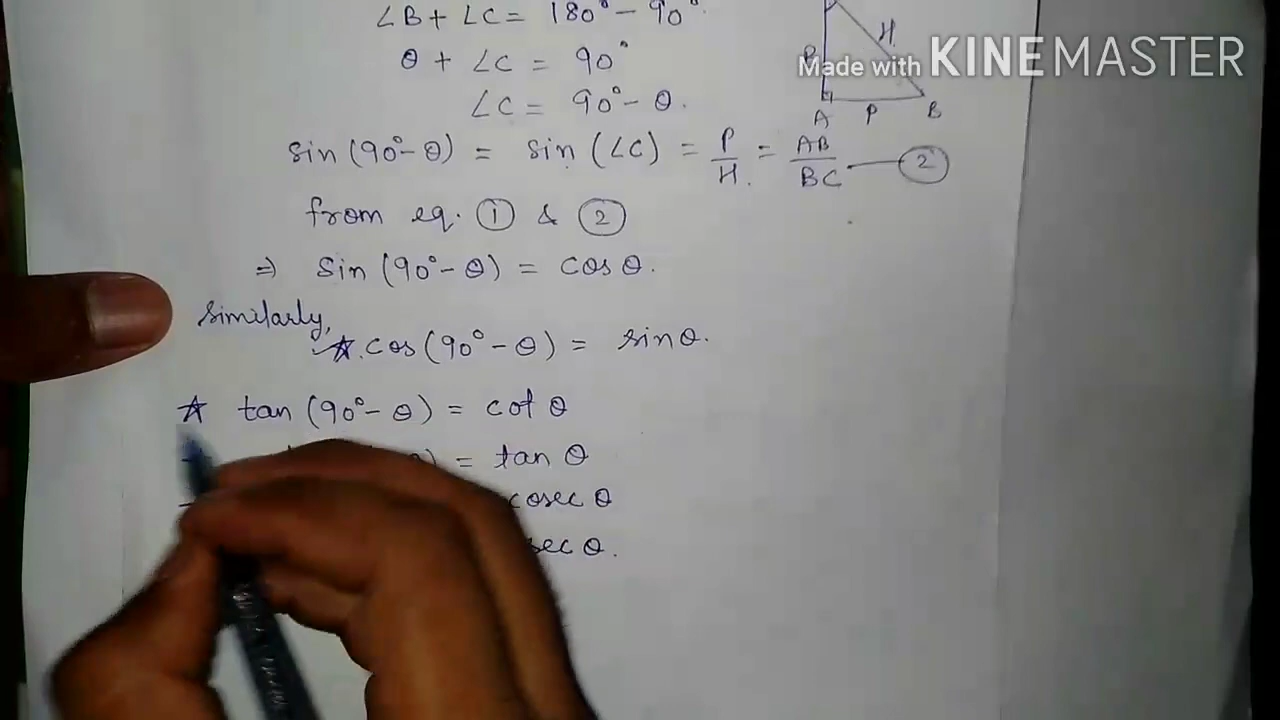 ∠B + ∠C = 180° - 90°.
θ + ∠C = 90°
∠C = 90° - θ.
H
Made with KINEMASTER
A P B
sin (90° - θ) = sin (∠C) = P/H. = AB/BC — ②
from eq. ① & ②
⇒ sin (90° - θ) = cos θ.
Similarly,
☆. cos (90° - θ) = sin θ.
☆ tan (90° - θ) = cot θ
θ) = tan θ
cosec θ
sec θ.